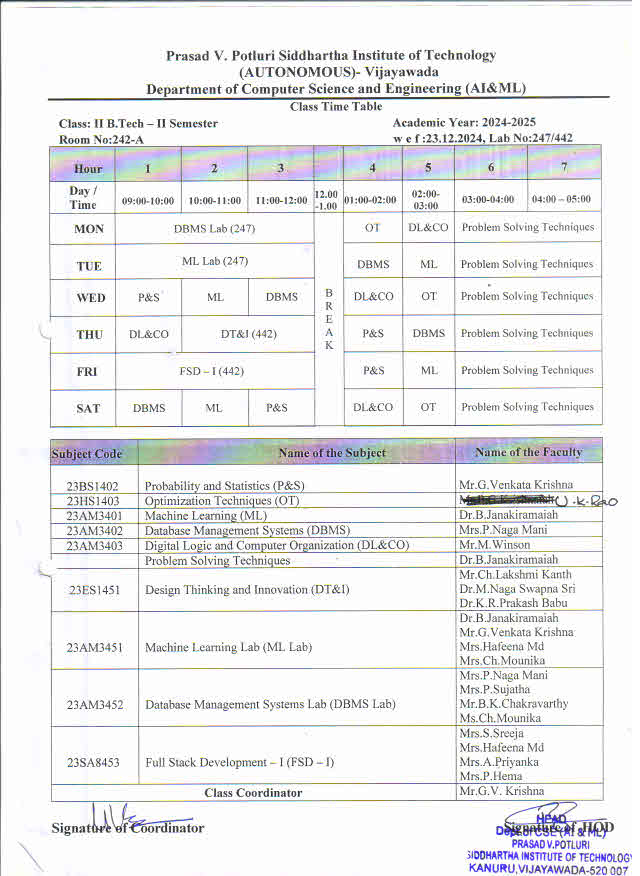 Prasad V. Potluri Siddhartha Institute of Technology
(AUTONOMOUS)- Vijayawada
Department of Computer Science and Engineering (AI&ML)
Class Time Table
Class: II B.Tech – II Semester Academic Year: 2024-2025
Room No:242-A w e f :23.12.2024, Lab No:247/442
Hour 1 2 3 4 5 6 7
Day / Time 09:00-10:00 10:00-11:00 11:00-12:00 12.00 -1.00 01:00-02:00 02:00-03:00 03:00-04:00 04:00 – 05:00
MON DBMS Lab (247) OT DL&CO Problem Solving Techniques
TUE ML Lab (247) DBMS ML Problem Solving Techniques
WED P&S ML DBMS DL&CO OT Problem Solving Techniques
THU DL&CO DT&I (442) P&S DBMS Problem Solving Techniques
FRI FSD – I (442) P&S ML Problem Solving Techniques
SAT DBMS ML P&S DL&CO OT Problem Solving Techniques
B
R
E
A
K
Subject Code Name of the Subject Name of the Faculty
23BS1402 Probability and Statistics (P&S) Mr.G.Venkata Krishna
23HS1403 Optimization Techniques (OT) U.K.Rao
23AM3401 Machine Learning (ML) Dr.B.Janakiramaiah
23AM3402 Database Management Systems (DBMS) Mrs.P.Naga Mani
23AM3403 Digital Logic and Computer Organization (DL&CO) Mr.M.Winson
Problem Solving Techniques Dr.B.Janakiramaiah
23ES1451 Design Thinking and Innovation (DT&I) Mr.Ch.Lakshmi Kanth
Dr.M.Naga Swapna Sri
Dr.K.R.Prakash Babu
23AM3451 Machine Learning Lab (ML Lab) Dr.B.Janakiramaiah
Mr.G.Venkata Krishna
Mrs.Hafeena Md
Mrs.Ch.Mounika
23AM3452 Database Management Systems Lab (DBMS Lab) Mrs.P.Naga Mani
Mrs.P.Sujatha
Mr.B.K.Chakravarthy
Ms.Ch.Mounika
23SA8453 Full Stack Development – I (FSD – I) Mrs.S.Sreeja
Mrs.Hafeena Md
Mrs.A.Priyanka
Mrs.P.Hema
Class Coordinator Mr.G.V. Krishna
Signature of Coordinator Signature of HOD
HEAD
Dept. of CSE (AI & ML)
PRASAD V.POTLURI
SIDDHARTHA INSTITUTE OF TECHNOLOGY
KANURU,VIJAYAWADA-520 007